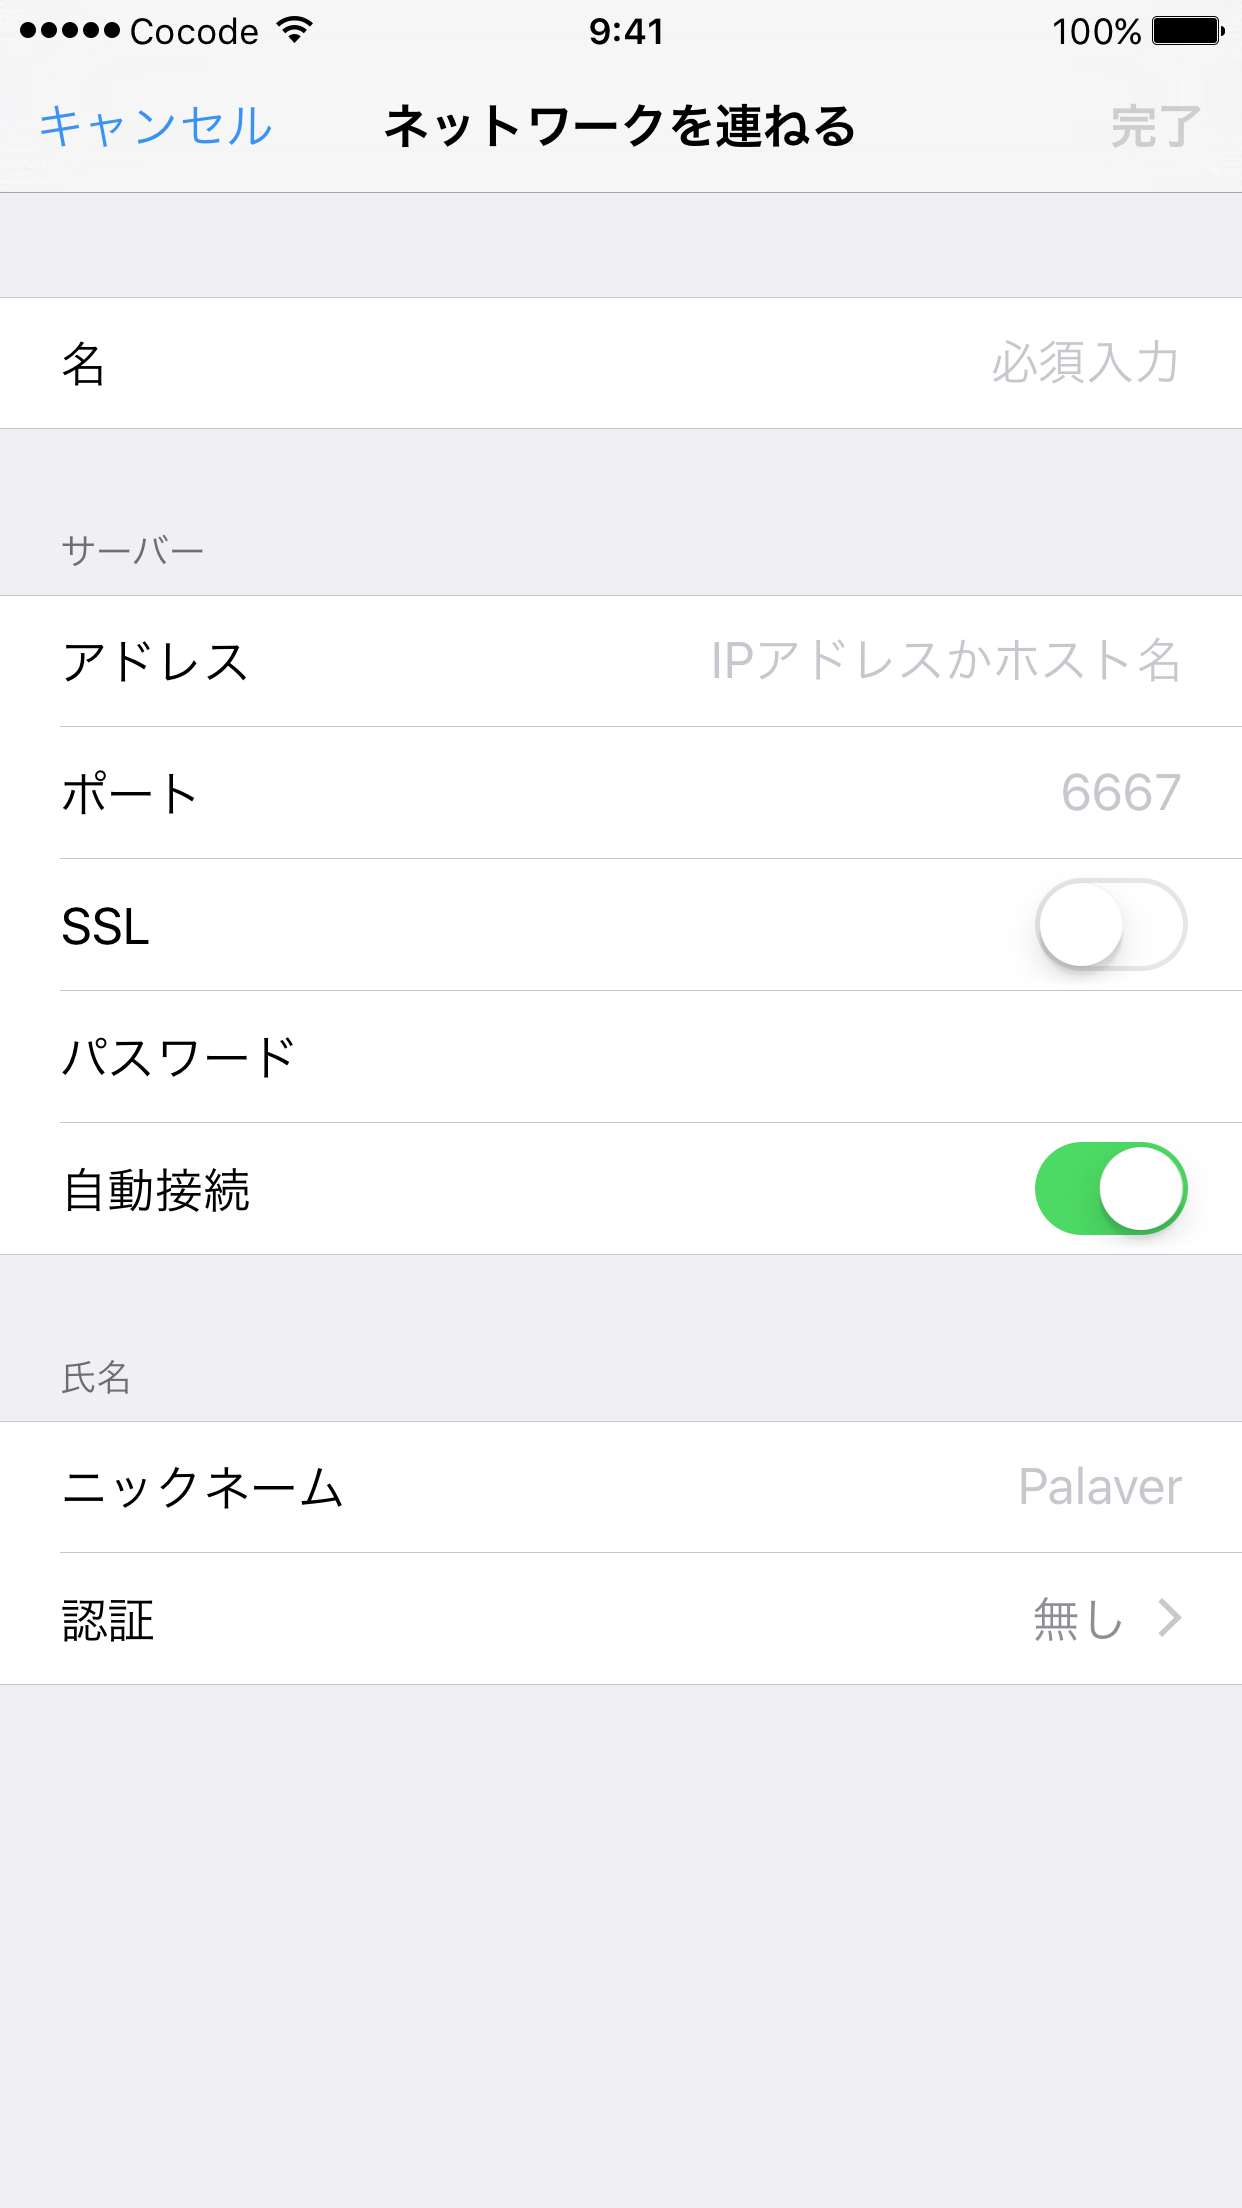 Cocode 9:41 100%
キャンセル ネットワークを連ねる 完了
名 必須入力
サーバー
アドレス IPアドレスかホスト名
ポート 6667
SSL
パスワード
自動接続
氏名
ニックネーム Palaver
認証 無し